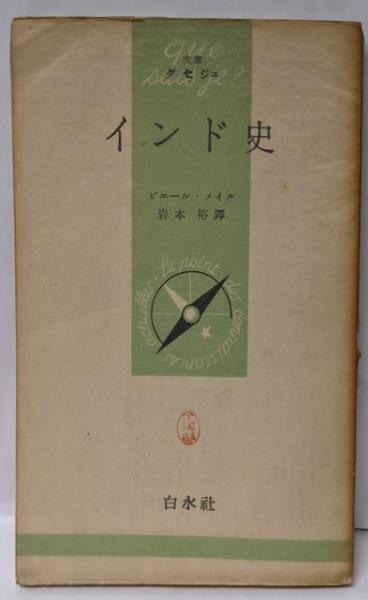 que
sais-je?
文庫
クセジュ
インド史
ピエール・メイル
岩本 裕譯
Le point des connaissances actuelles.
白水社